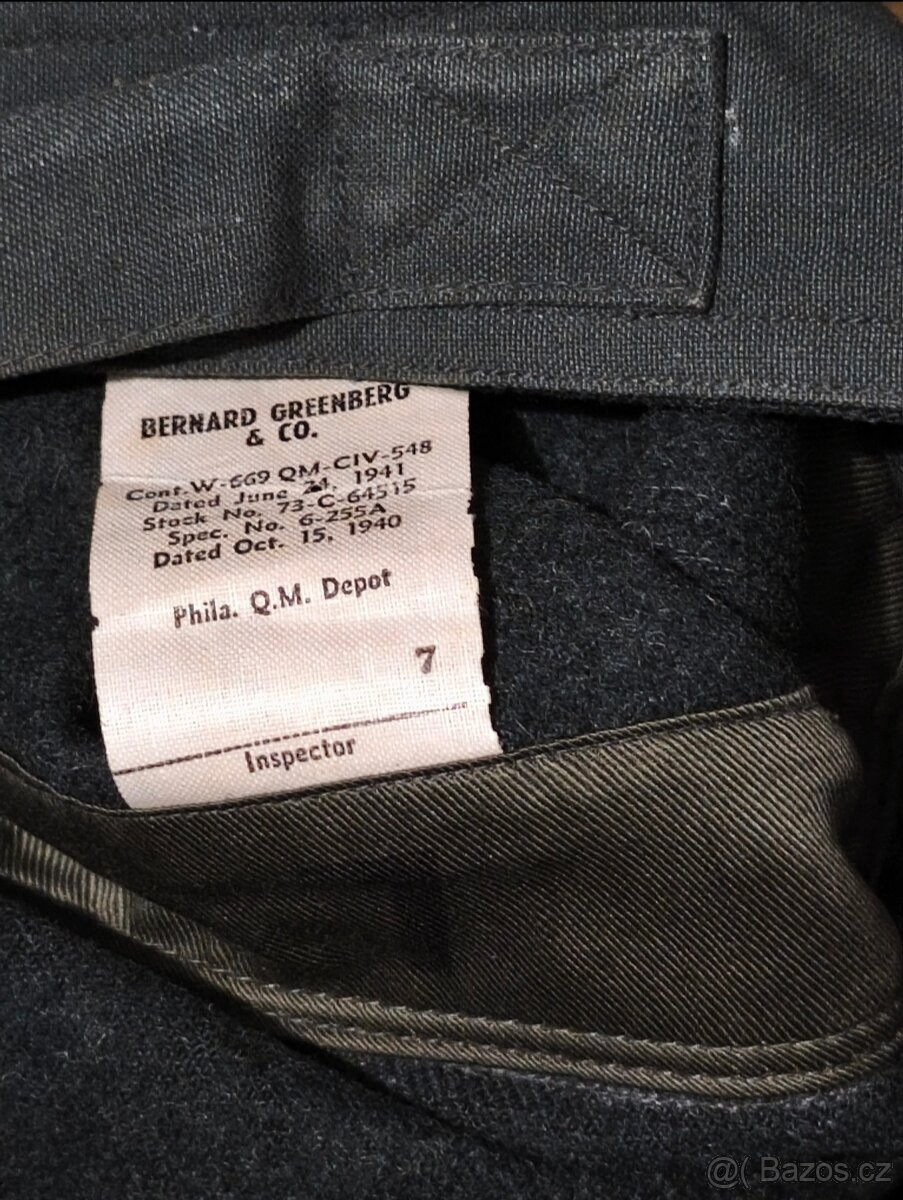 BERNARD GREENBERG
& CO.
Cont. W-669 QM-CIV-548
Dated June 24, 1941
Stock No. 73-C-64515
Spec. No. 6-255A
Dated Oct. 15, 1940
Phila. Q.M. Depot
7
Inspector
@( Bazos.cz